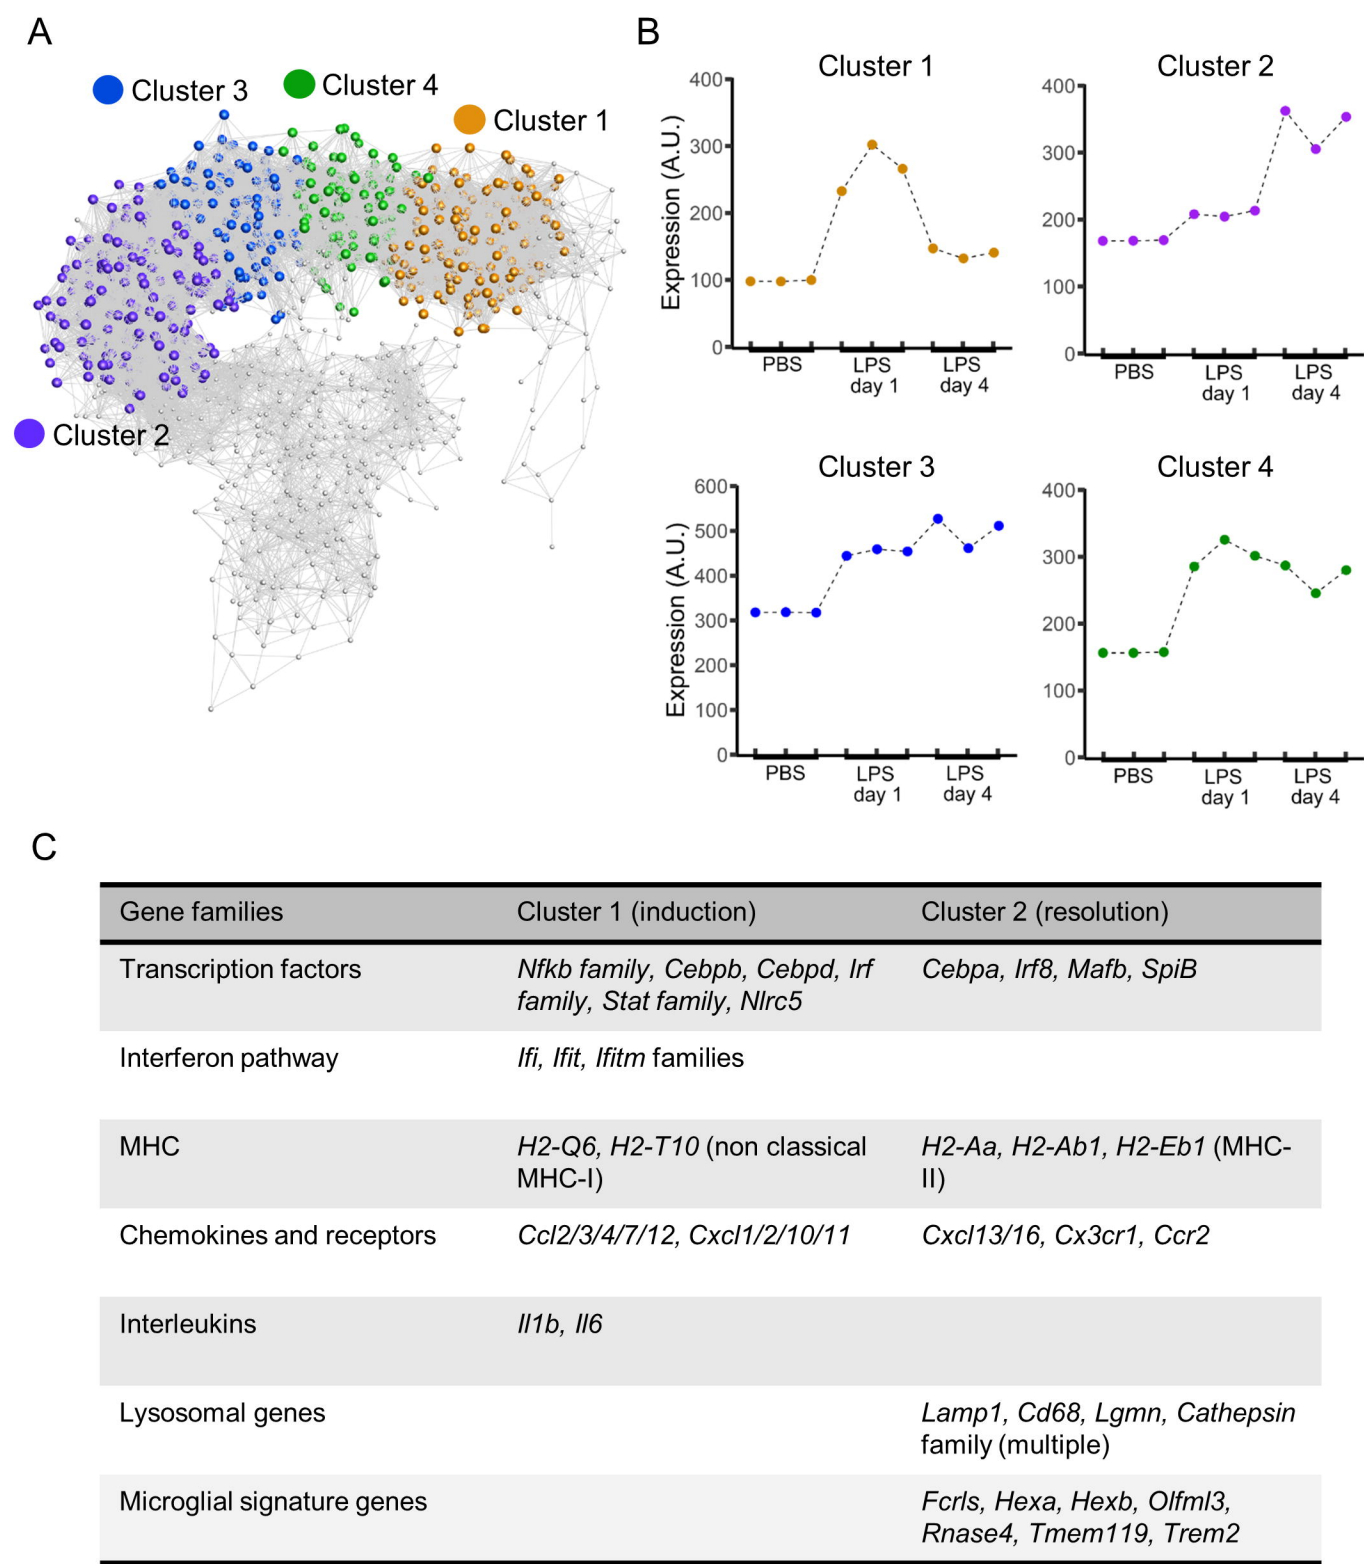 A
Cluster 3
Cluster 4
Cluster 1
Cluster 2
B
Cluster 1
Expression (A.U.)
400
300
200
100
0
PBS
LPS
day 1
LPS
day 4
Cluster 2
400
300
200
100
0
PBS
LPS
day 1
LPS
day 4
Cluster 3
Expression (A.U.)
600
500
400
300
200
100
0
PBS
LPS
day 1
LPS
day 4
Cluster 4
400
300
200
100
0
PBS
LPS
day 1
LPS
day 4
C
Gene families Cluster 1 (induction) Cluster 2 (resolution)
Transcription factors Nfkb family, Cebpb, Cebpd, Irf Cebpa, Irf8, Mafb, SpiB
family, Stat family, Nlrc5
Interferon pathway Ifi, Ifit, Ifitm families
MHC H2-Q6, H2-T10 (non classical H2-Aa, H2-Ab1, H2-Eb1 (MHC-
MHC-I) II)
Chemokines and receptors Ccl2/3/4/7/12, Cxcl1/2/10/11 Cxcl13/16, Cx3cr1, Ccr2
Interleukins Il1b, Il6
Lysosomal genes Lamp1, Cd68, Lgmn, Cathepsin
family (multiple)
Microglial signature genes Fcrls, Hexa, Hexb, Olfml3,
Rnase4, Tmem119, Trem2